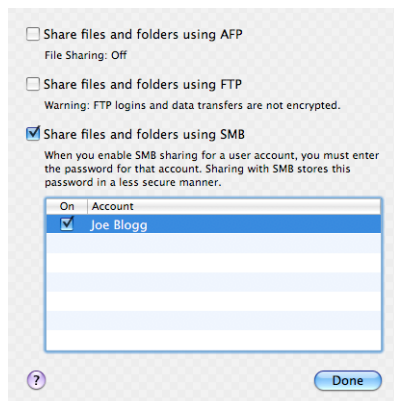 Share files and folders using AFP
File Sharing: Off
Share files and folders using FTP
Warning: FTP logins and data transfers are not encrypted.
Share files and folders using SMB
When you enable SMB sharing for a user account, you must enter
the password for that account. Sharing with SMB stores this
password in a less secure manner.
On Account
Joe Blogg
? Done